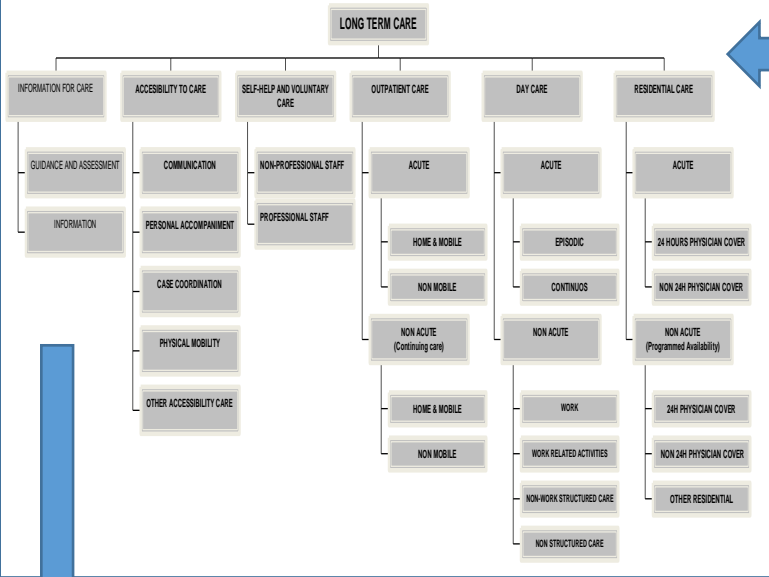 LONG TERM CARE
INFORMATION FOR CARE
GUIDANCE AND ASSESSMENT
INFORMATION
ACCESIBILITY TO CARE
COMMUNICATION
PERSONAL ACCOMPANIMENT
CASE COORDINATION
PHYSICAL MOBILITY
OTHER ACCESSIBILITY CARE
SELF-HELP AND VOLUNTARY
CARE
NON-PROFESSIONAL STAFF
PROFESSIONAL STAFF
OUTPATIENT CARE
ACUTE
HOME & MOBILE
NON MOBILE
NON ACUTE
(Continuing care)
HOME & MOBILE
NON MOBILE
DAY CARE
ACUTE
EPISODIC
CONTINUOS
NON ACUTE
WORK
WORK RELATED ACTIVITIES
NON-WORK STRUCTURED CARE
NON STRUCTURED CARE
RESIDENTIAL CARE
ACUTE
24 HOURS PHYSICIAN COVER
NON 24H PHYSICIAN COVER
NON ACUTE
(Programmed Availability)
24H PHYSICIAN COVER
NON 24H PHYSICIAN COVER
OTHER RESIDENTIAL